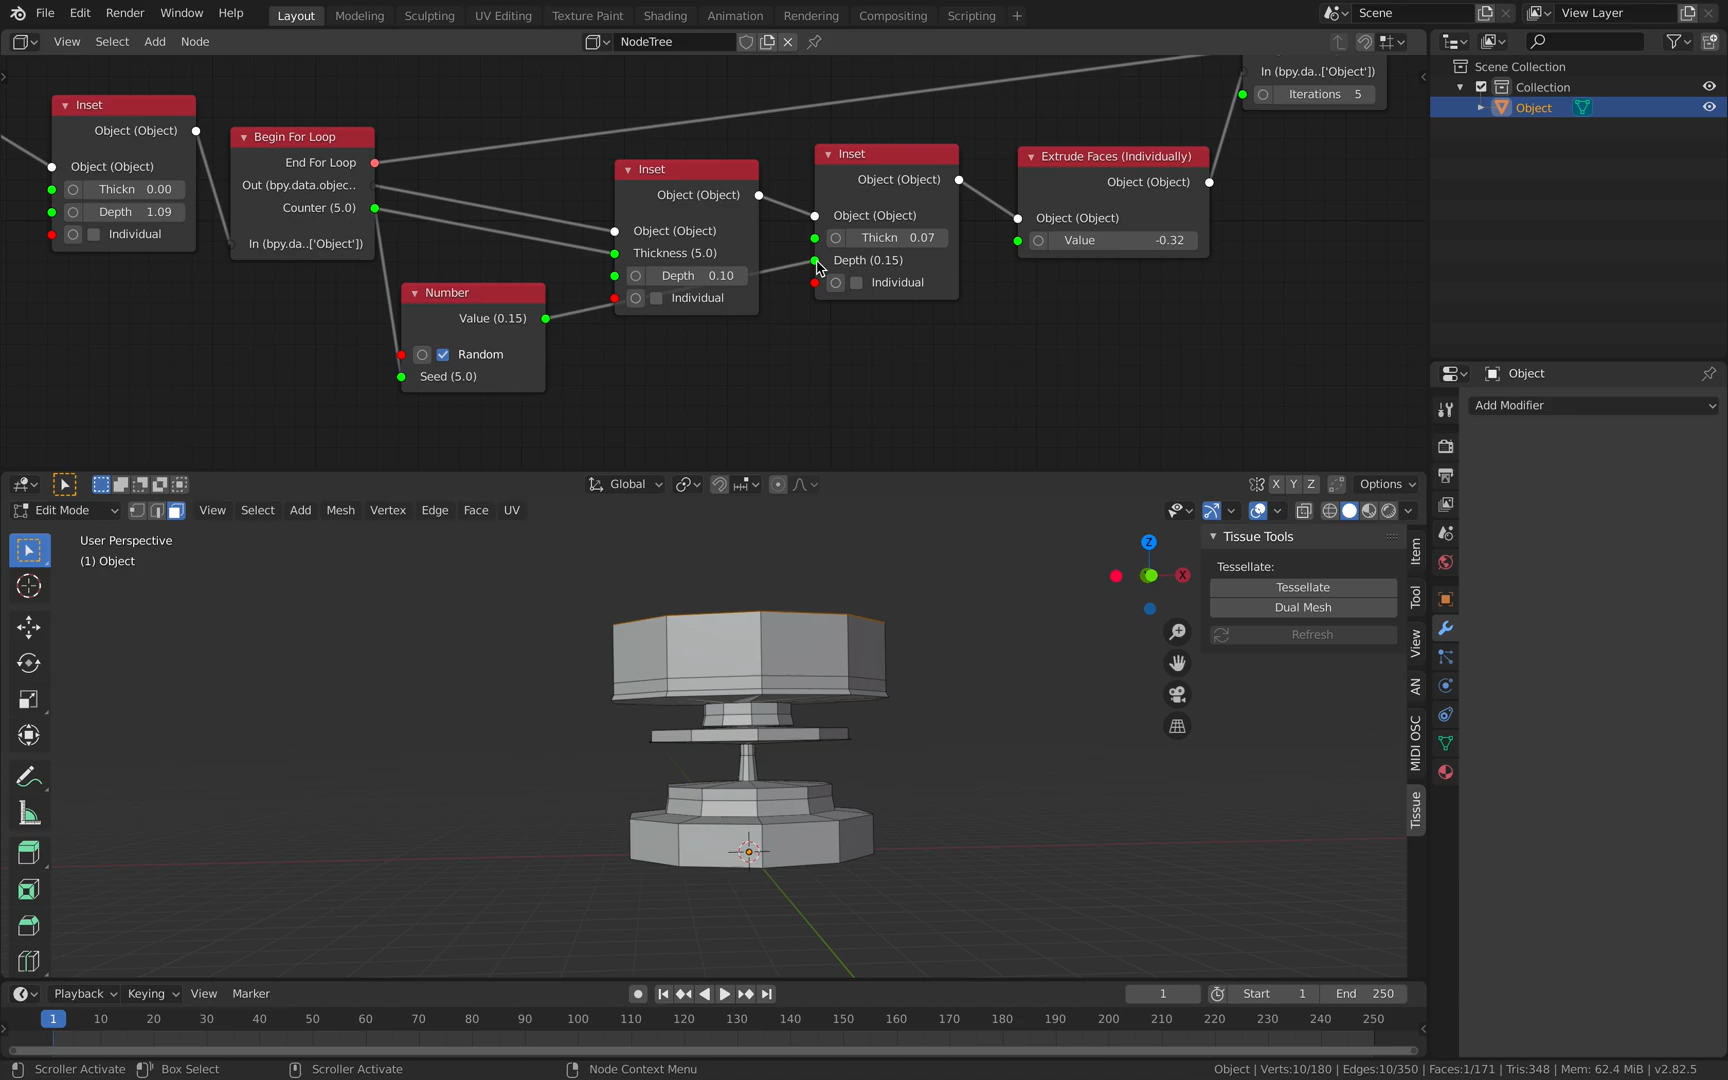 File Edit Render Window Help Layout Modeling Sculpting UV Editing Texture Paint Shading Animation Rendering Compositing Scripting + Scene View Layer
View Select Add Node NodeTree
Scene Collection
Collection
Object
Inset
Object (Object)
Object (Object)
Thickn 0.00
Depth 1.09
Individual
Begin For Loop
End For Loop
Out (bpy.data.objec..
Counter (5.0)
In (bpy.da..['Object'])
Number
Value (0.15)
Random
Seed (5.0)
Inset
Object (Object)
Object (Object)
Thickness (5.0)
Depth 0.10
Individual
Inset
Object (Object)
Object (Object)
Thickn 0.07
Depth (0.15)
Individual
Extrude Faces (Individually)
Object (Object)
Object (Object)
Value -0.32
In (bpy.da..['Object'])
Iterations 5
Object
Add Modifier
Global X Y Z Options
Edit Mode View Select Add Mesh Vertex Edge Face UV
User Perspective
(1) Object
Z
X
Tissue Tools
Tessellate:
Tessellate
Dual Mesh
Refresh
Item
Tool
View
AN
MIDI OSC
Tissue
Playback Keying View Marker 1 Start 1 End 250
1 10 20 30 40 50 60 70 80 90 100 110 120 130 140 150 160 170 180 190 200 210 220 230 240 250
Scroller Activate Box Select Scroller Activate Node Context Menu Object | Verts:10/180 | Edges:10/350 | Faces:1/171 | Tris:348 | Mem: 62.4 MiB | v2.82.5